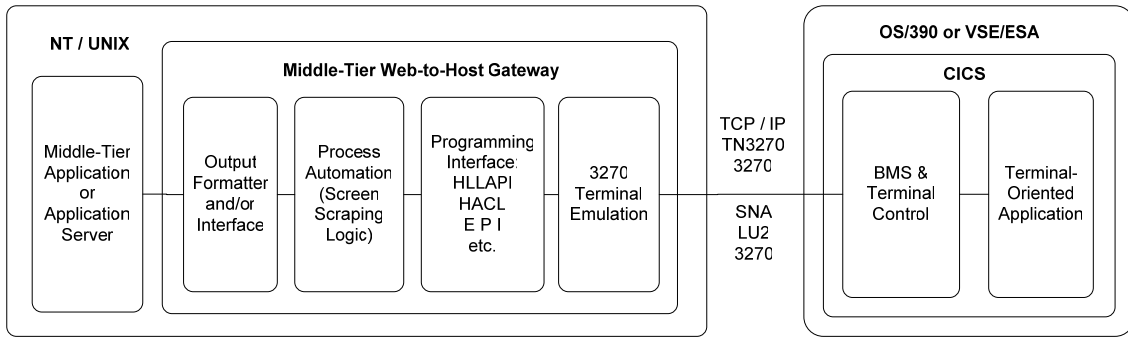 NT / UNIX
Middle-Tier
Application
or
Application
Server
Middle-Tier Web-to-Host Gateway
Output
Formatter
and/or
Interface
Process
Automation
(Screen
Scraping
Logic)
Programming
Interface:
HLLAPI
HACL
E P I
etc.
3270
Terminal
Emulation
TCP / IP
TN3270
3270
SNA
LU2
3270
OS/390 or VSE/ESA
CICS
BMS &
Terminal
Control
Terminal-
Oriented
Application